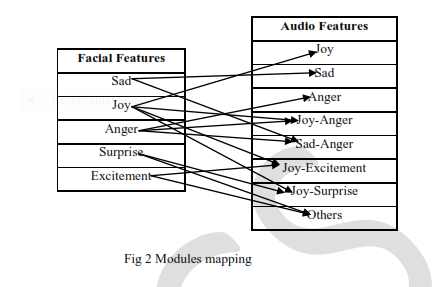 Audio Features
Facial Features
Joy
Sad
Sad
Anger
Joy
Joy-Anger
Anger
Sad-Anger
Surprise
Joy-Excitement
Excitement
Joy-Surprise
Others
Fig 2 Modules mapping